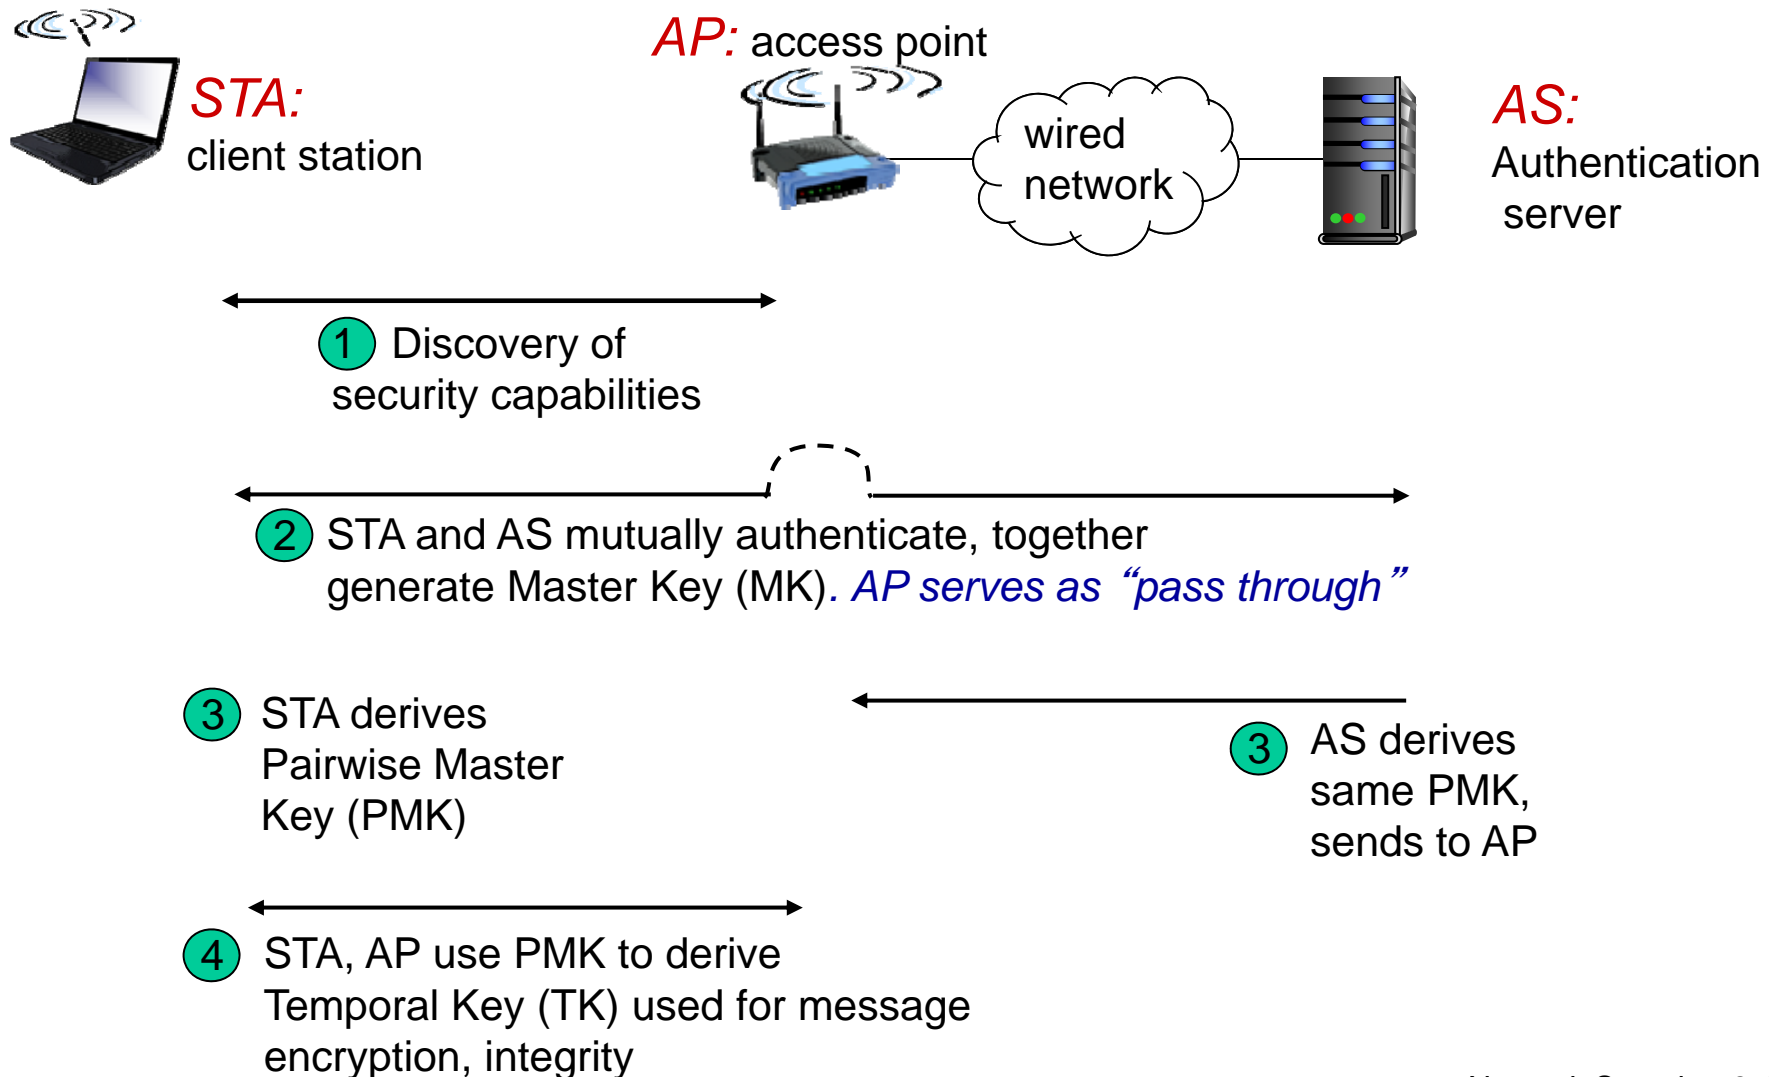 AP: access point
STA:
client station
wired
network
AS:
Authentication
server
1 Discovery of
security capabilities
2 STA and AS mutually authenticate, together
generate Master Key (MK). AP serves as “pass through”
3 STA derives
Pairwise Master
Key (PMK)
3 AS derives
same PMK,
sends to AP
4 STA, AP use PMK to derive
Temporal Key (TK) used for message
encryption, integrity